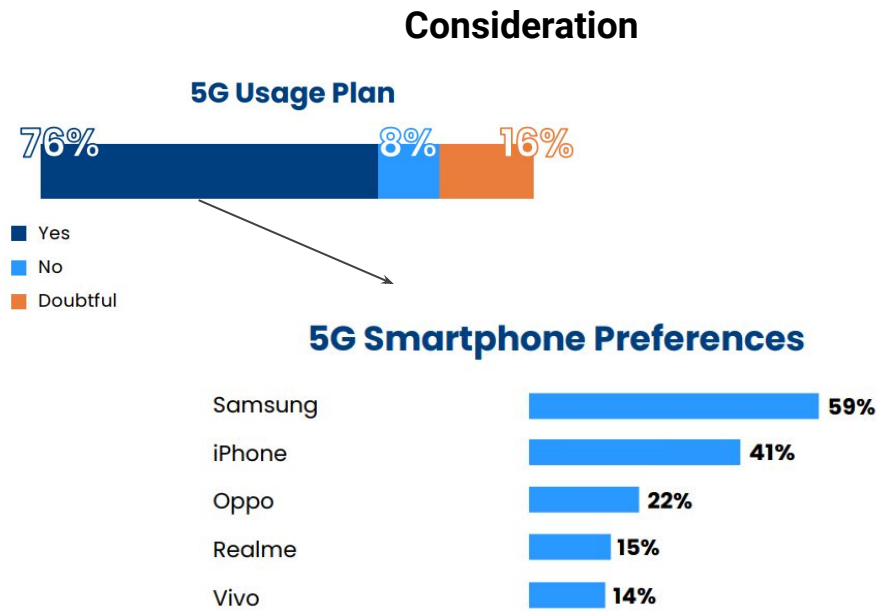 Consideration
5G Usage Plan
76% 8% 16%
Yes
No
Doubtful
5G Smartphone Preferences
Samsung 59%
iPhone 41%
Oppo 22%
Realme 15%
Vivo 14%